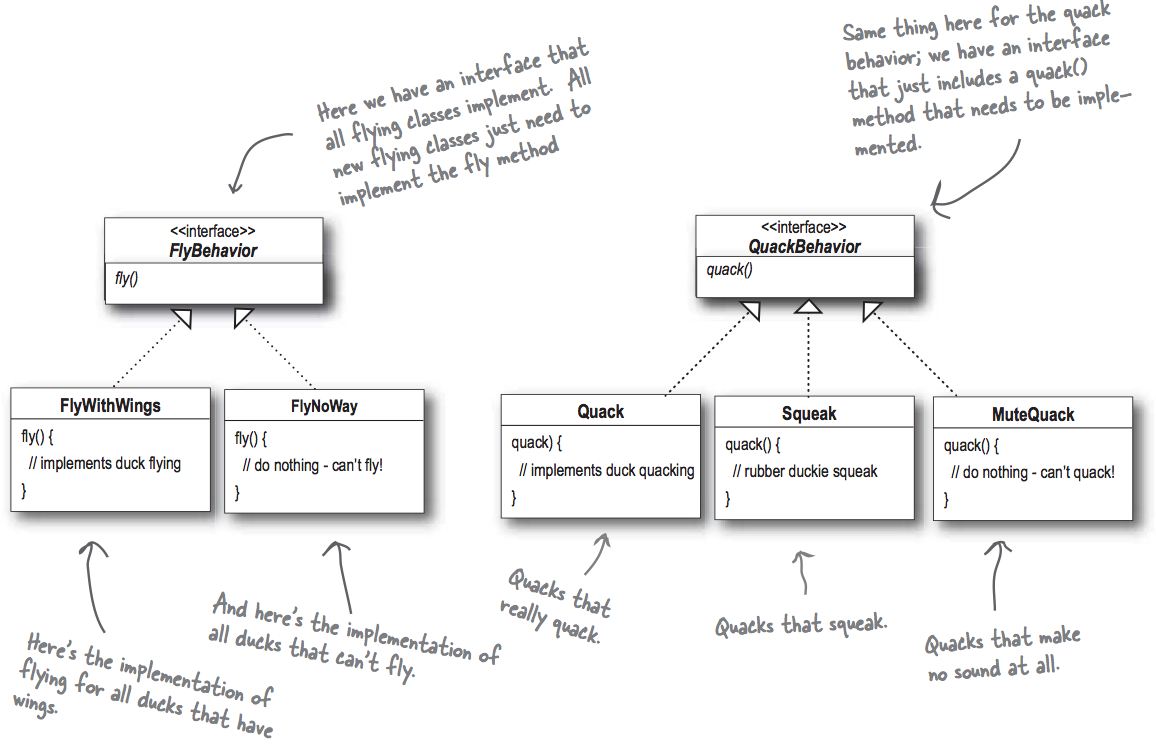 Here we have an interface that
all flying classes implement. All
new flying classes just need to
implement the fly method
Same thing here for the quack
behavior; we have an interface
that just includes a quack()
method that needs to be imple-
mented.
<<interface>>
FlyBehavior
fly()
<<interface>>
QuackBehavior
quack()
FlyWithWings
fly() {
// implements duck flying
}
FlyNoWay
fly() {
// do nothing - can't fly!
}
Quack
quack) {
// implements duck quacking
}
Squeak
quack() {
// rubber duckie squeak
}
MuteQuack
quack() {
// do nothing - can't quack!
}
Here's the implementation of
flying for all ducks that have
wings.
And here's the implementation of
all ducks that can't fly.
Quacks that
really quack.
Quacks that squeak.
Quacks that make
no sound at all.